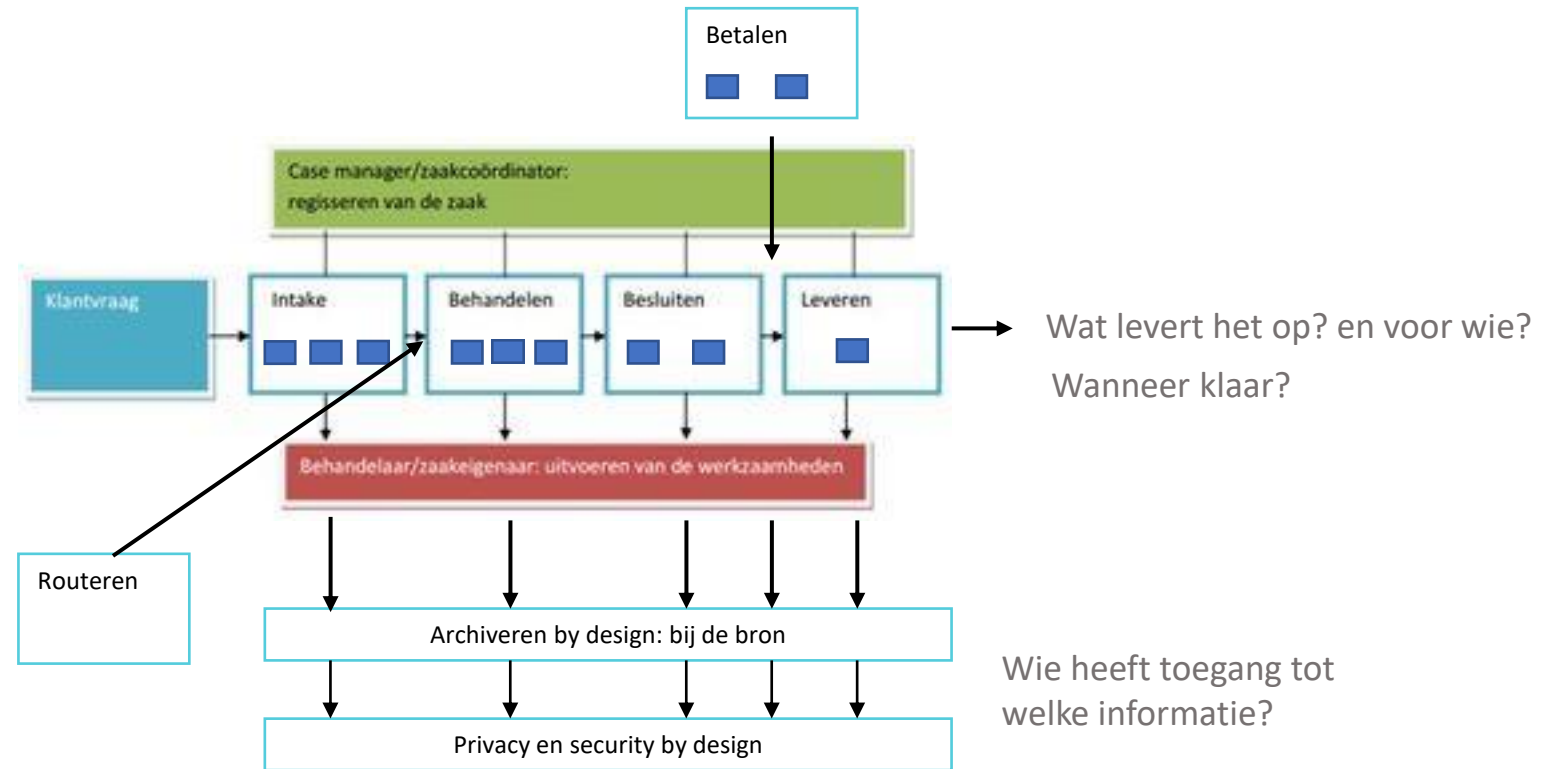 Betalen
Case manager/zaakcoördinator:
regisseren van de zaak
Klantvraag
Intake
Behandelen
Besluiten
Leveren
Wat levert het op? en voor wie?
Wanneer klaar?
Behandelaar/zaakeigenaar: uitvoeren van de werkzaamheden
Routeren
Archiveren by design: bij de bron
Wie heeft toegang tot
welke informatie?
Privacy en security by design